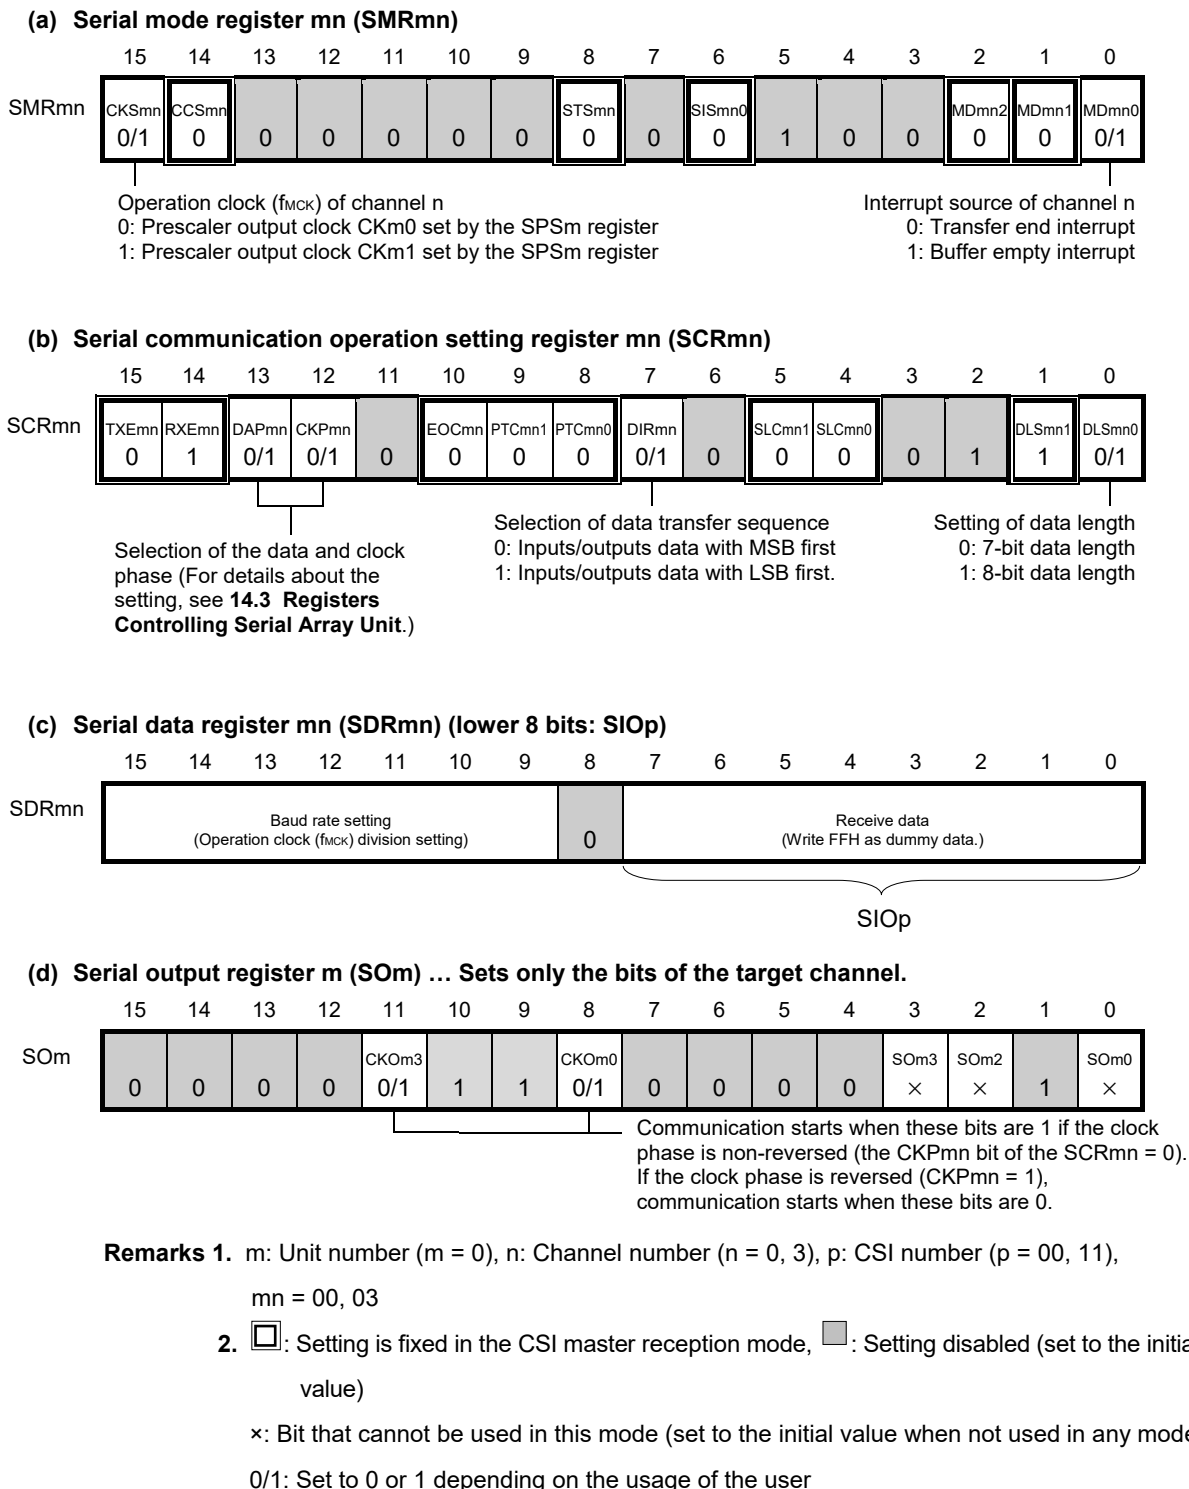 (a) Serial mode register mn (SMRmn)
15 14 13 12 11 10 9 8 7 6 5 4 3 2 1 0
SMRmn
CKSmn CCSmn STSmn SISmn0 MDmn2 MDmn1 MDmn0
0/1 0 0 0 0 0 0 0 0 0 1 0 0 0 0 0/1
Operation clock (fMCK) of channel n
0: Prescaler output clock CKm0 set by the SPSm register
1: Prescaler output clock CKm1 set by the SPSm register
Interrupt source of channel n
0: Transfer end interrupt
1: Buffer empty interrupt
(b) Serial communication operation setting register mn (SCRmn)
15 14 13 12 11 10 9 8 7 6 5 4 3 2 1 0
SCRmn
TXEmn RXEmn DAPmn CKPmn EOCmn PTCmn1 PTCmn0 DIRmn SLCmn1 SLCmn0 DLSmn1 DLSmn0
0 1 0/1 0/1 0 0 0 0 0/1 0 0 0 0 1 1 0/1
Selection of the data and clock
phase (For details about the
setting, see 14.3 Registers
Controlling Serial Array Unit.)
Selection of data transfer sequence
0: Inputs/outputs data with MSB first
1: Inputs/outputs data with LSB first.
Setting of data length
0: 7-bit data length
1: 8-bit data length
(c) Serial data register mn (SDRmn) (lower 8 bits: SIOp)
15 14 13 12 11 10 9 8 7 6 5 4 3 2 1 0
SDRmn
Baud rate setting
(Operation clock (fMCK) division setting)
0
Receive data
(Write FFH as dummy data.)
SIOp
(d) Serial output register m (SOm) … Sets only the bits of the target channel.
15 14 13 12 11 10 9 8 7 6 5 4 3 2 1 0
SOm
CKOm3 CKOm0 SOm3 SOm2 SOm0
0 0 0 0 0/1 1 1 0/1 0 0 0 0 × × 1 ×
Communication starts when these bits are 1 if the clock
phase is non-reversed (the CKPmn bit of the SCRmn = 0).
If the clock phase is reversed (CKPmn = 1),
communication starts when these bits are 0.
Remarks 1. m: Unit number (m = 0), n: Channel number (n = 0, 3), p: CSI number (p = 00, 11),
mn = 00, 03
2. : Setting is fixed in the CSI master reception mode, : Setting disabled (set to the initia
value)
×: Bit that cannot be used in this mode (set to the initial value when not used in any mode
0/1: Set to 0 or 1 depending on the usage of the user